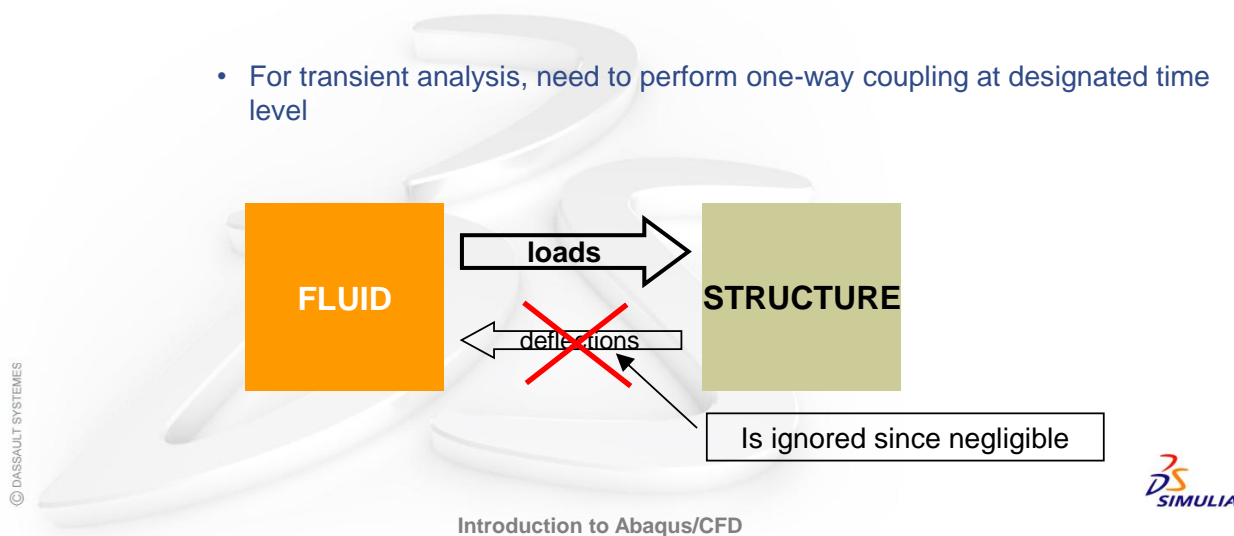 • For transient analysis, need to perform one-way coupling at designated time
level
loads
FLUID
STRUCTURE
deflections
Is ignored since negligible
© DASSAULT SYSTEMES
DS
SIMULIA
Introduction to Abaqus/CFD